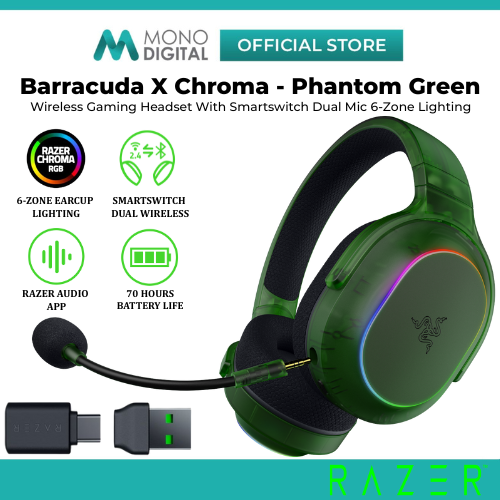 MONO
DIGITAL
OFFICIAL STORE
Barracuda X Chroma - Phantom Green
Wireless Gaming Headset With Smartswitch Dual Mic 6-Zone Lighting
RAZER
CHROMA
RGB
2.4
6-ZONE EARCUP
LIGHTING
SMARTSWITCH
DUAL WIRELESS
RAZER AUDIO
APP
70 HOURS
BATTERY LIFE
RAZER
RAZER